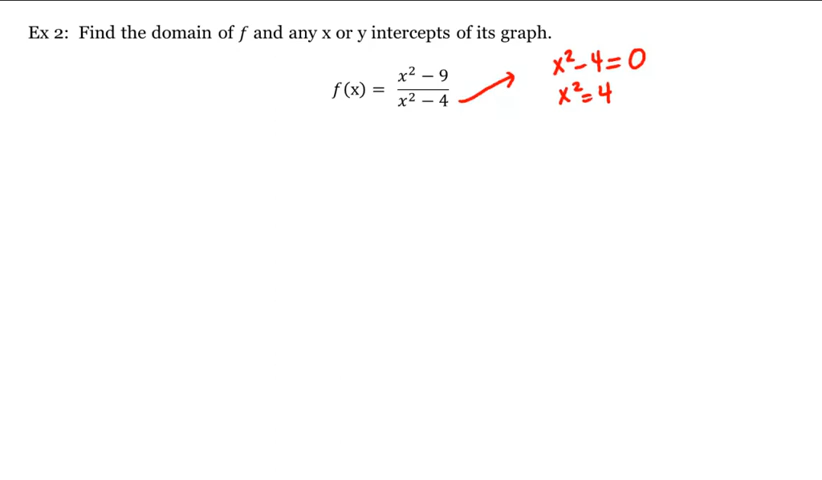 Ex 2: Find the domain of f and any x or y intercepts of its graph.
f(x) = x² − 9 / x² − 4
x²-4=0
x²=4